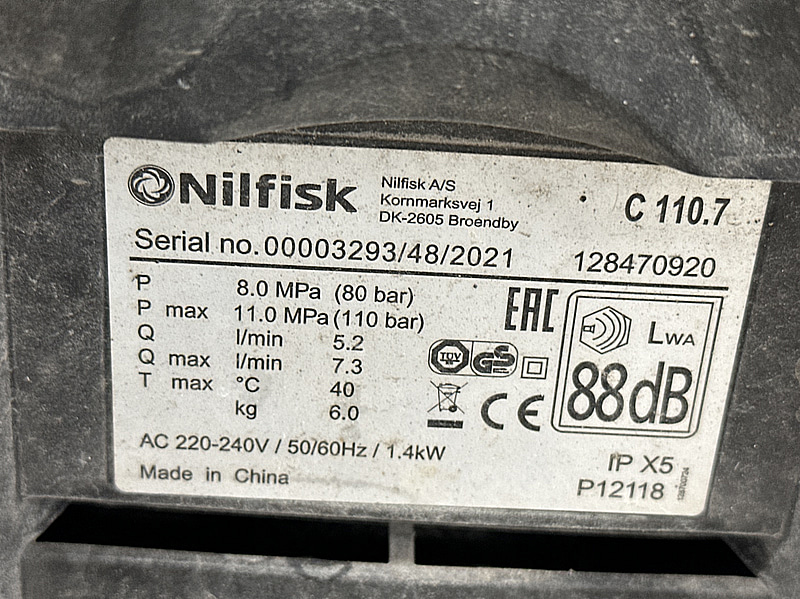 Nilfisk
Nilfisk A/S
Kornmarksvej 1
DK-2605 Broendby
C 110.7
Serial no.00003293/48/2021 128470920
P 8.0 MPa (80 bar)
P max 11.0 MPa (110 bar)
Q l/min 5.2
Q max l/min 7.3
T max °C 40
kg 6.0
EAC
TÜV GS
CE
LWA
88dB
AC 220-240V / 50/60Hz / 1.4kW
Made in China
IP X5
P12118